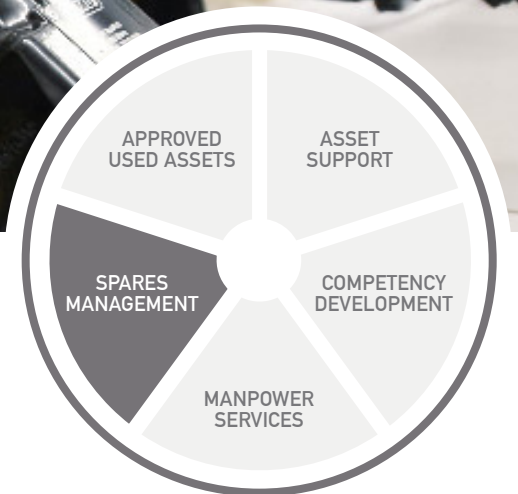 APPROVED
USED ASSETS
ASSET
SUPPORT
SPARES
MANAGEMENT
COMPETENCY
DEVELOPMENT
MANPOWER
SERVICES